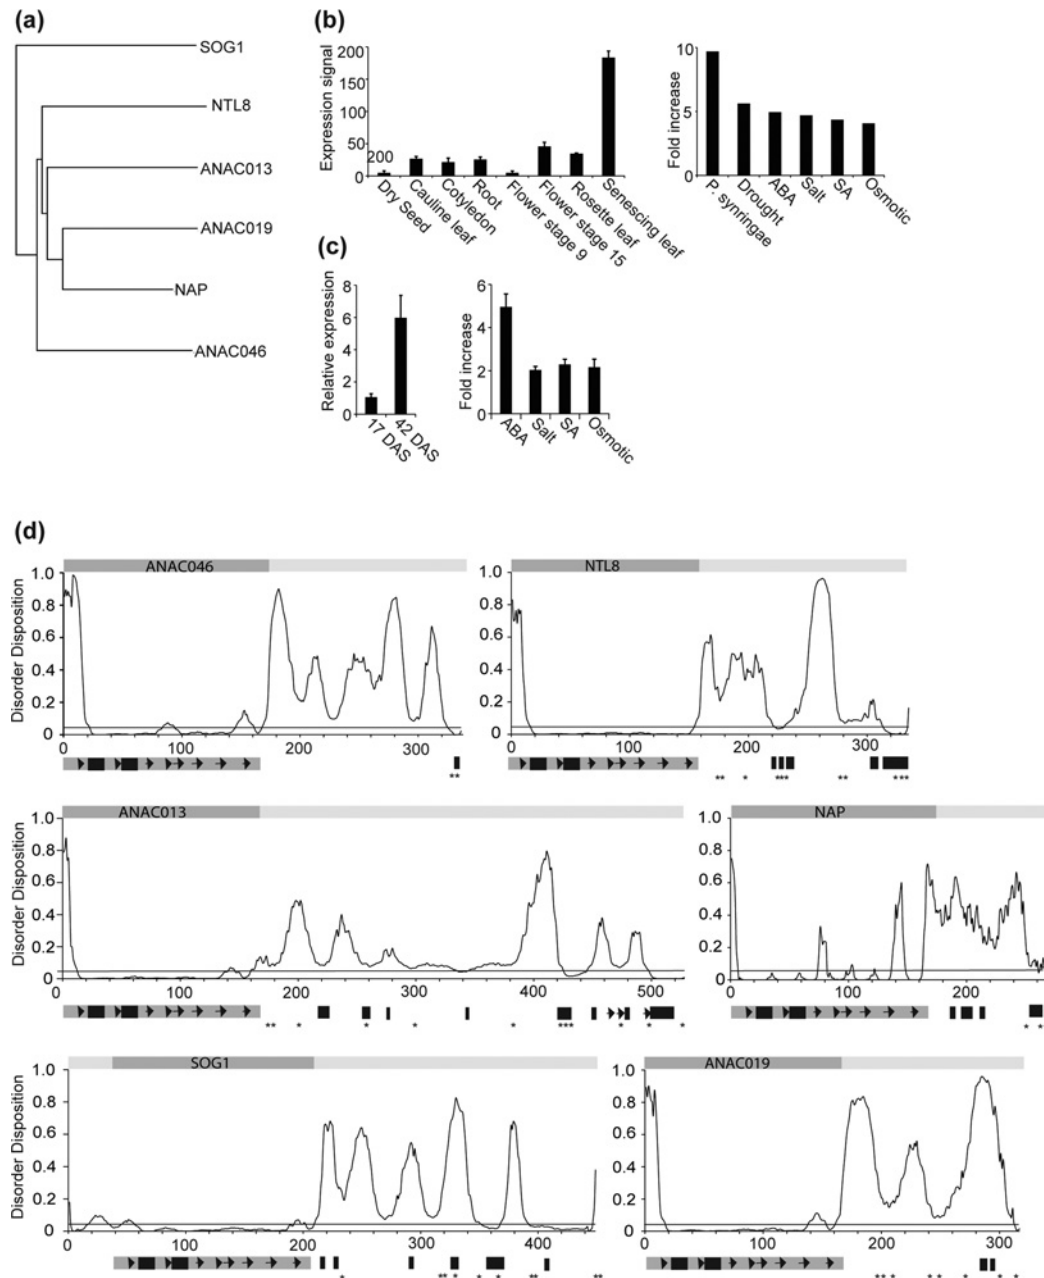 (a)
SOG1
NTL8
ANAC013
ANAC019
NAP
ANAC046
(b)
Expression signal
200
150
100
50
0
200
Dry Seed
Cauline leaf
Cotyledon
Root
Flower stage 9
Flower stage 15
Rosette leaf
Senescing leaf
Fold increase
10
5
0
P. syringae
Drought
ABA
Salt
SA
Osmotic
(c)
Relative expression
8
6
4
2
0
17 DAS
42 DAS
Fold increase
6
4
2
0
ABA
Salt
SA
Osmotic
(d)
ANAC046
Disorder Disposition
1.0
0.8
0.6
0.4
0.2
0
0 100 200 300
**
NTL8
1.0
0.8
0.6
0.4
0.2
0
0 100 200 300
** * *** ** ***
ANAC013
Disorder Disposition
1.0
0.8
0.6
0.4
0.2
0
0 100 200 300 400 500
** * * * * *** * * *
NAP
1.0
0.8
0.6
0.4
0.2
0
0 100 200
* *
SOG1
Disorder Disposition
1.0
0.8
0.6
0.4
0.2
0
0 100 200 300 400
* ** * * * ** **
ANAC019
1.0
0.8
0.6
0.4
0.2
0
0 100 200 300
** * * * * * *